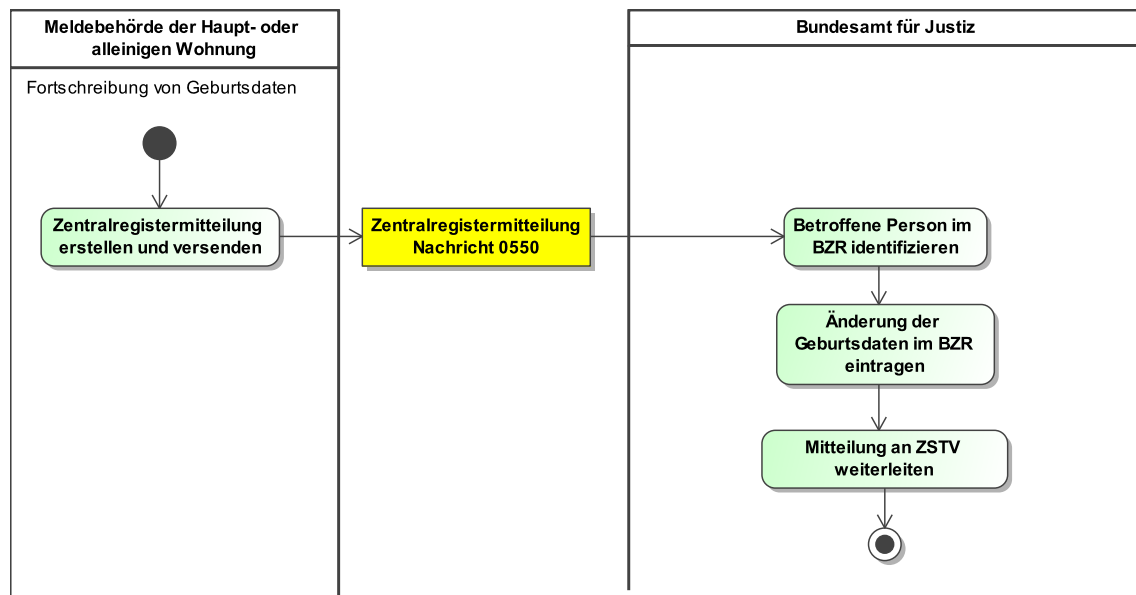 Meldebehörde der Haupt- oder
alleinigen Wohnung
Bundesamt für Justiz
Fortschreibung von Geburtsdaten
Zentralregistermitteilung
erstellen und versenden
Zentralregistermitteilung
Nachricht 0550
Betroffene Person im
BZR identifizieren
Änderung der
Geburtsdaten im BZR
eintragen
Mitteilung an ZSTV
weiterleiten